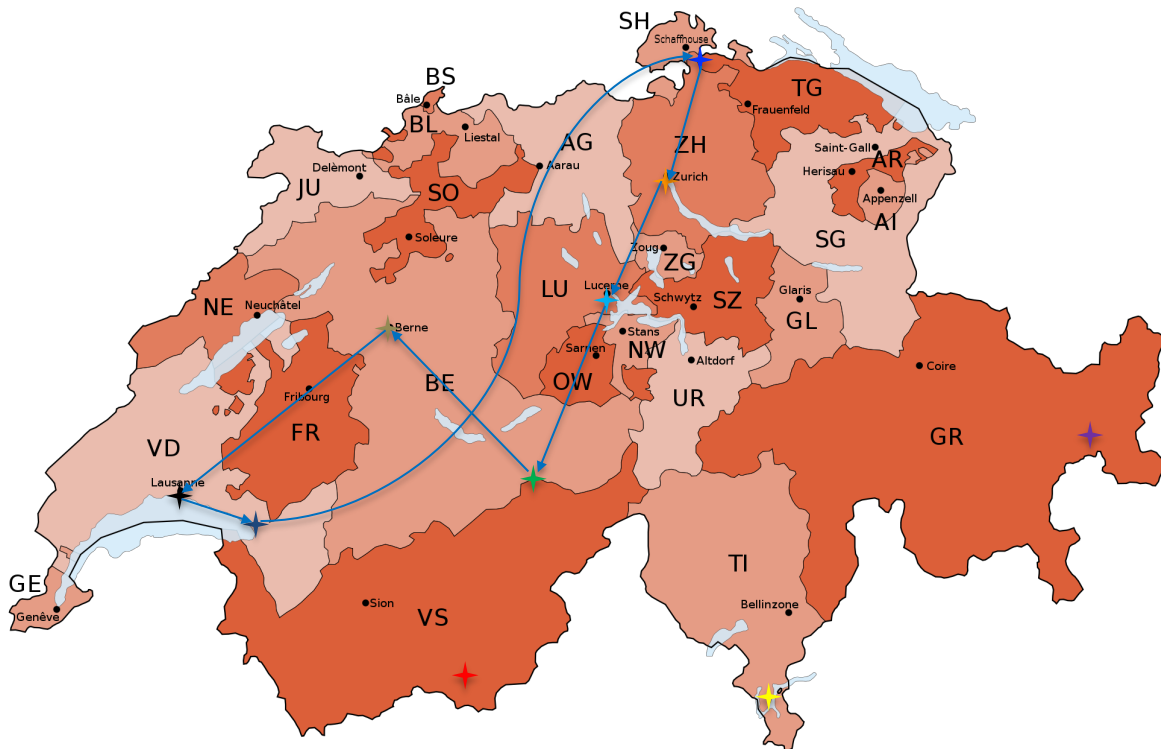 SH
Schaffhouse
BS
Bâle
BL
Liestal
TG
Frauenfeld
AG
ZH
Aarau
Saint-Gall
AR
Delèmont
JU
Herisau
Zurich
SO
Appenzell
AI
Soleure
SG
Zoug
ZG
LU
Lucerne
Schwytz
SZ
Glaris
GL
NE
Neuchâtel
Berne
Stans
NW
Sarnen
Altdorf
OW
UR
Coire
BE
Fribourg
FR
GR
VD
Lausanne
TI
GE
Genêve
Sion
VS
Bellinzone